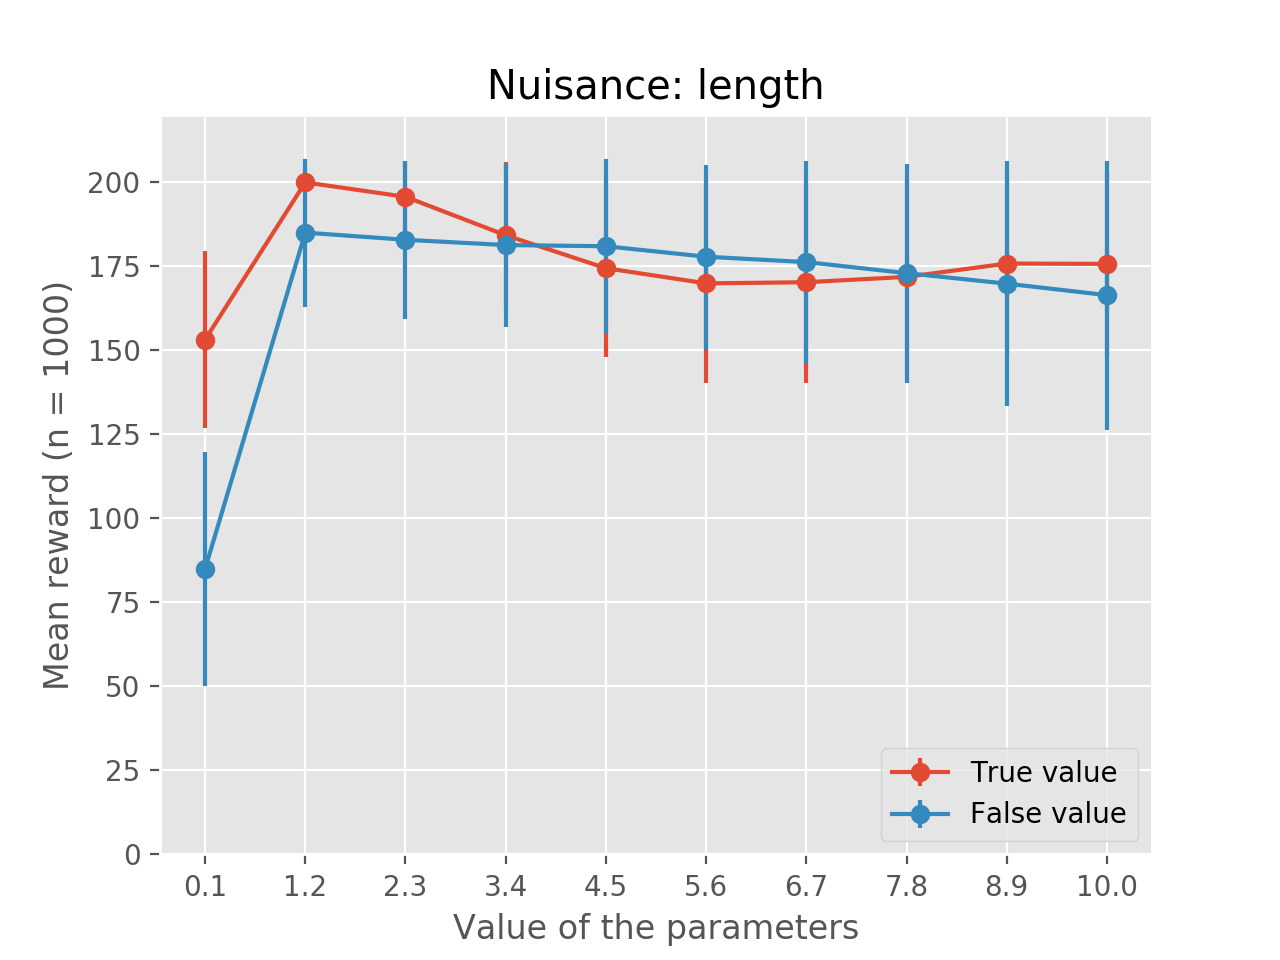 Nuisance: length
Mean reward (n = 1000)
200
175
150
125
100
75
50
25
0
True value
False value
0.1 1.2 2.3 3.4 4.5 5.6 6.7 7.8 8.9 10.0
Value of the parameters